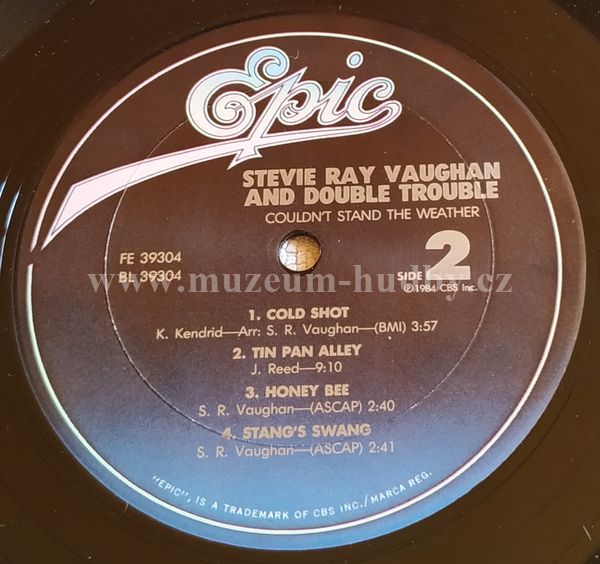 Epic
STEVIE RAY VAUGHAN
AND DOUBLE TROUBLE
COULDN'T STAND THE WEATHER
FE 39304
BL 39304
SIDE 2
℗1984 CBS Inc.
www.muzeum-hudby.cz
1. COLD SHOT
K. Kendrid—Arr: S. R. Vaughan—(BMI) 3:57
2. TIN PAN ALLEY
J. Reed—9:10
3. HONEY BEE
S. R. Vaughan—(ASCAP) 2:40
4. STANG'S SWANG
S. R. Vaughan—(ASCAP) 2:41
"EPIC", IS A TRADEMARK OF CBS INC./MARCA REG.